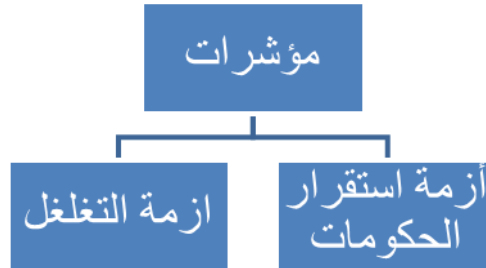 مؤشرات
أزمة استقرار
الحكومات
ازمة التغلغل